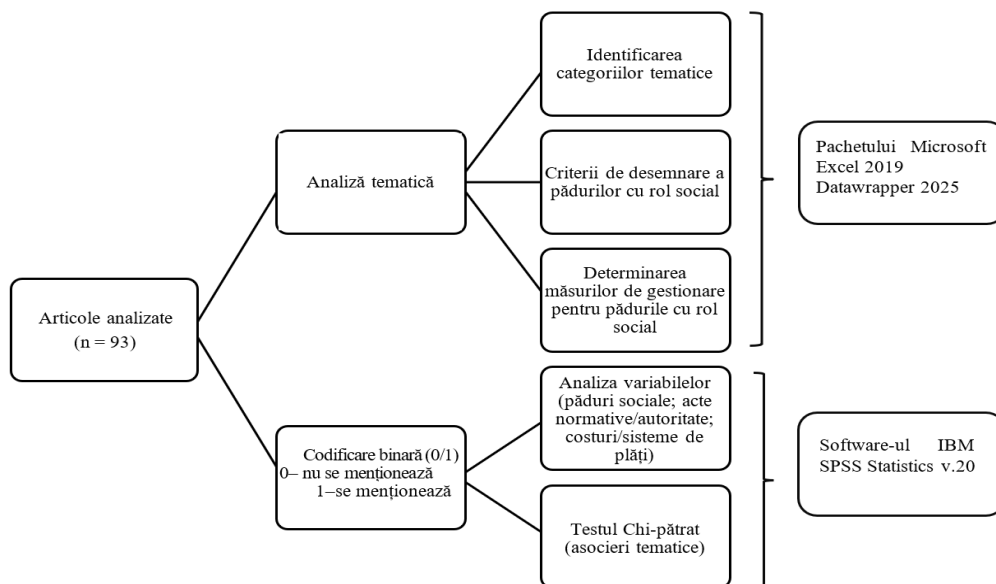 Articole analizate
(n = 93)
Analiză tematică
Identificarea
categoriilor tematice
Criterii de desemnare a
pădurilor cu rol social
Determinarea
măsurilor de gestionare
pentru pădurile cu rol
social
Pachetului Microsoft
Excel 2019
Datawrapper 2025
Codificare binară (0/1)
0– nu se menționează
1–se menționează
Analiza variabilelor
(păduri sociale; acte
normative/autoritate;
costuri/sisteme de
plăți)
Testul Chi-pătrat
(asocieri tematice)
Software-ul IBM
SPSS Statistics v.20